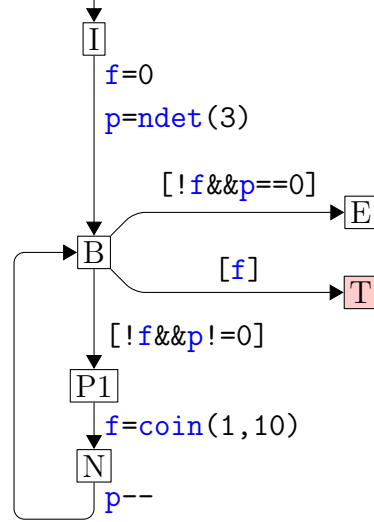 I
f=0
p=ndet(3)
[!f&&p==0]
E
B
[f]
T
[!f&&p!=0]
P1
f=coin(1,10)
N
p--